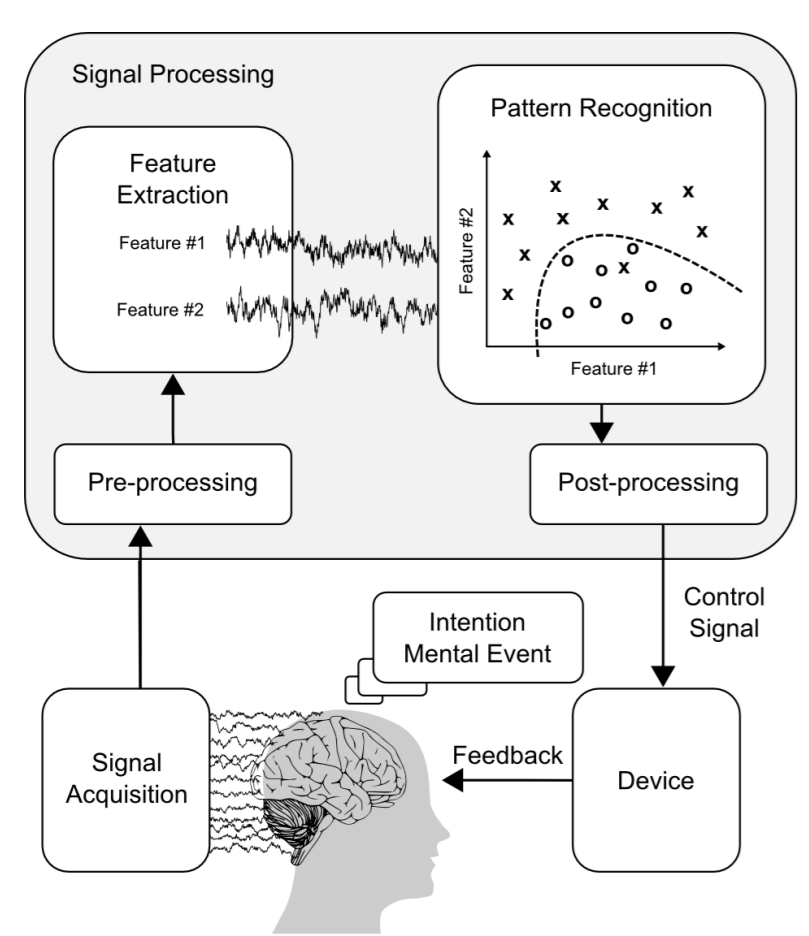 Signal Processing
Pattern Recognition
Feature
Extraction
Feature #1
Feature #2
Feature #2
x x x x x x x x x x x
o o o o o o o o o o o
Feature #1
Pre-processing
Post-processing
Control
Signal
Intention
Mental Event
Signal
Acquisition
Feedback
Device